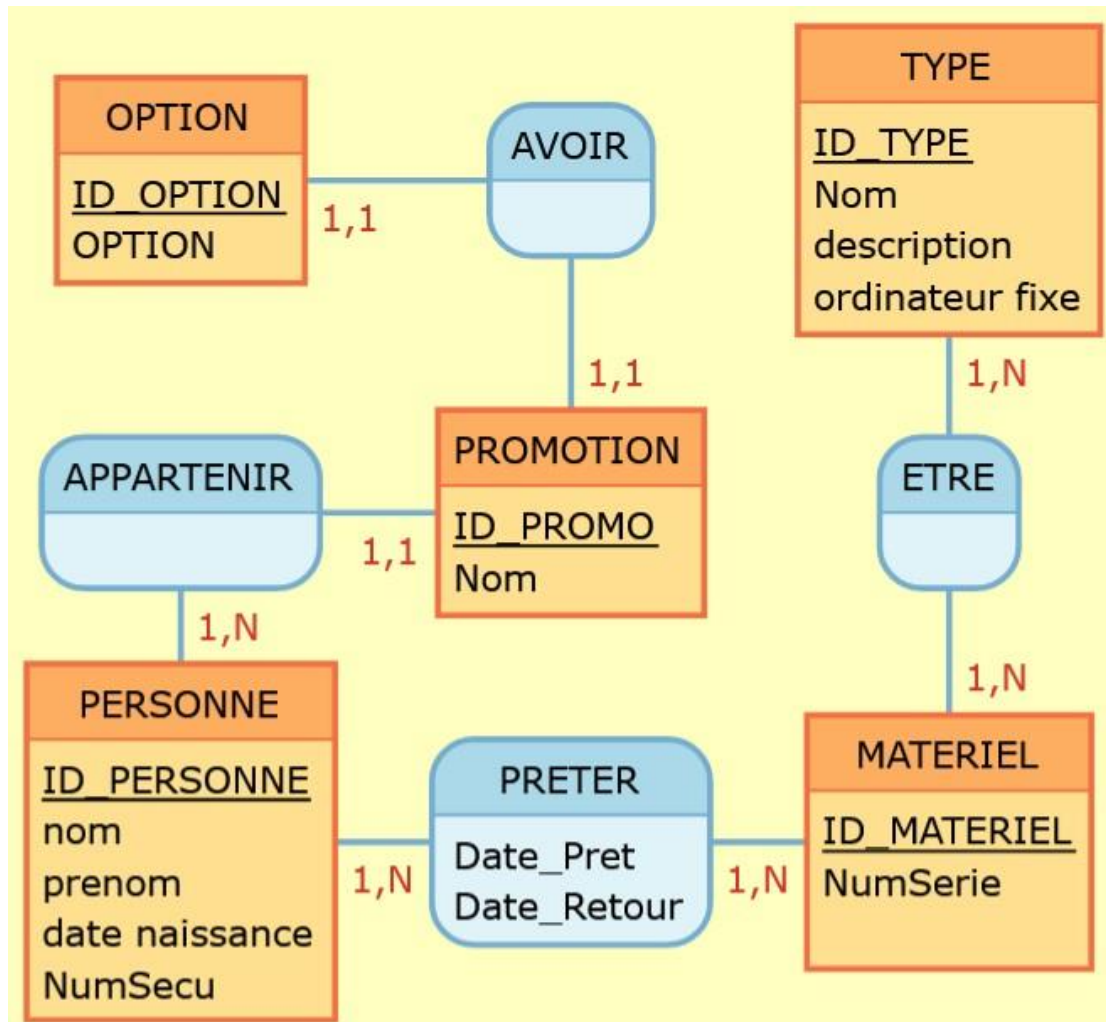 OPTION
ID_OPTION
OPTION
1,1
AVOIR
1,1
TYPE
ID_TYPE
Nom
description
ordinateur fixe
1,N
APPARTENIR
1,1
1,N
PROMOTION
ID_PROMO
Nom
ETRE
1,N
PERSONNE
ID_PERSONNE
nom
prenom
date naissance
NumSecu
1,N
PRETER
Date_Pret
Date_Retour
1,N
MATERIEL
ID_MATERIEL
NumSerie